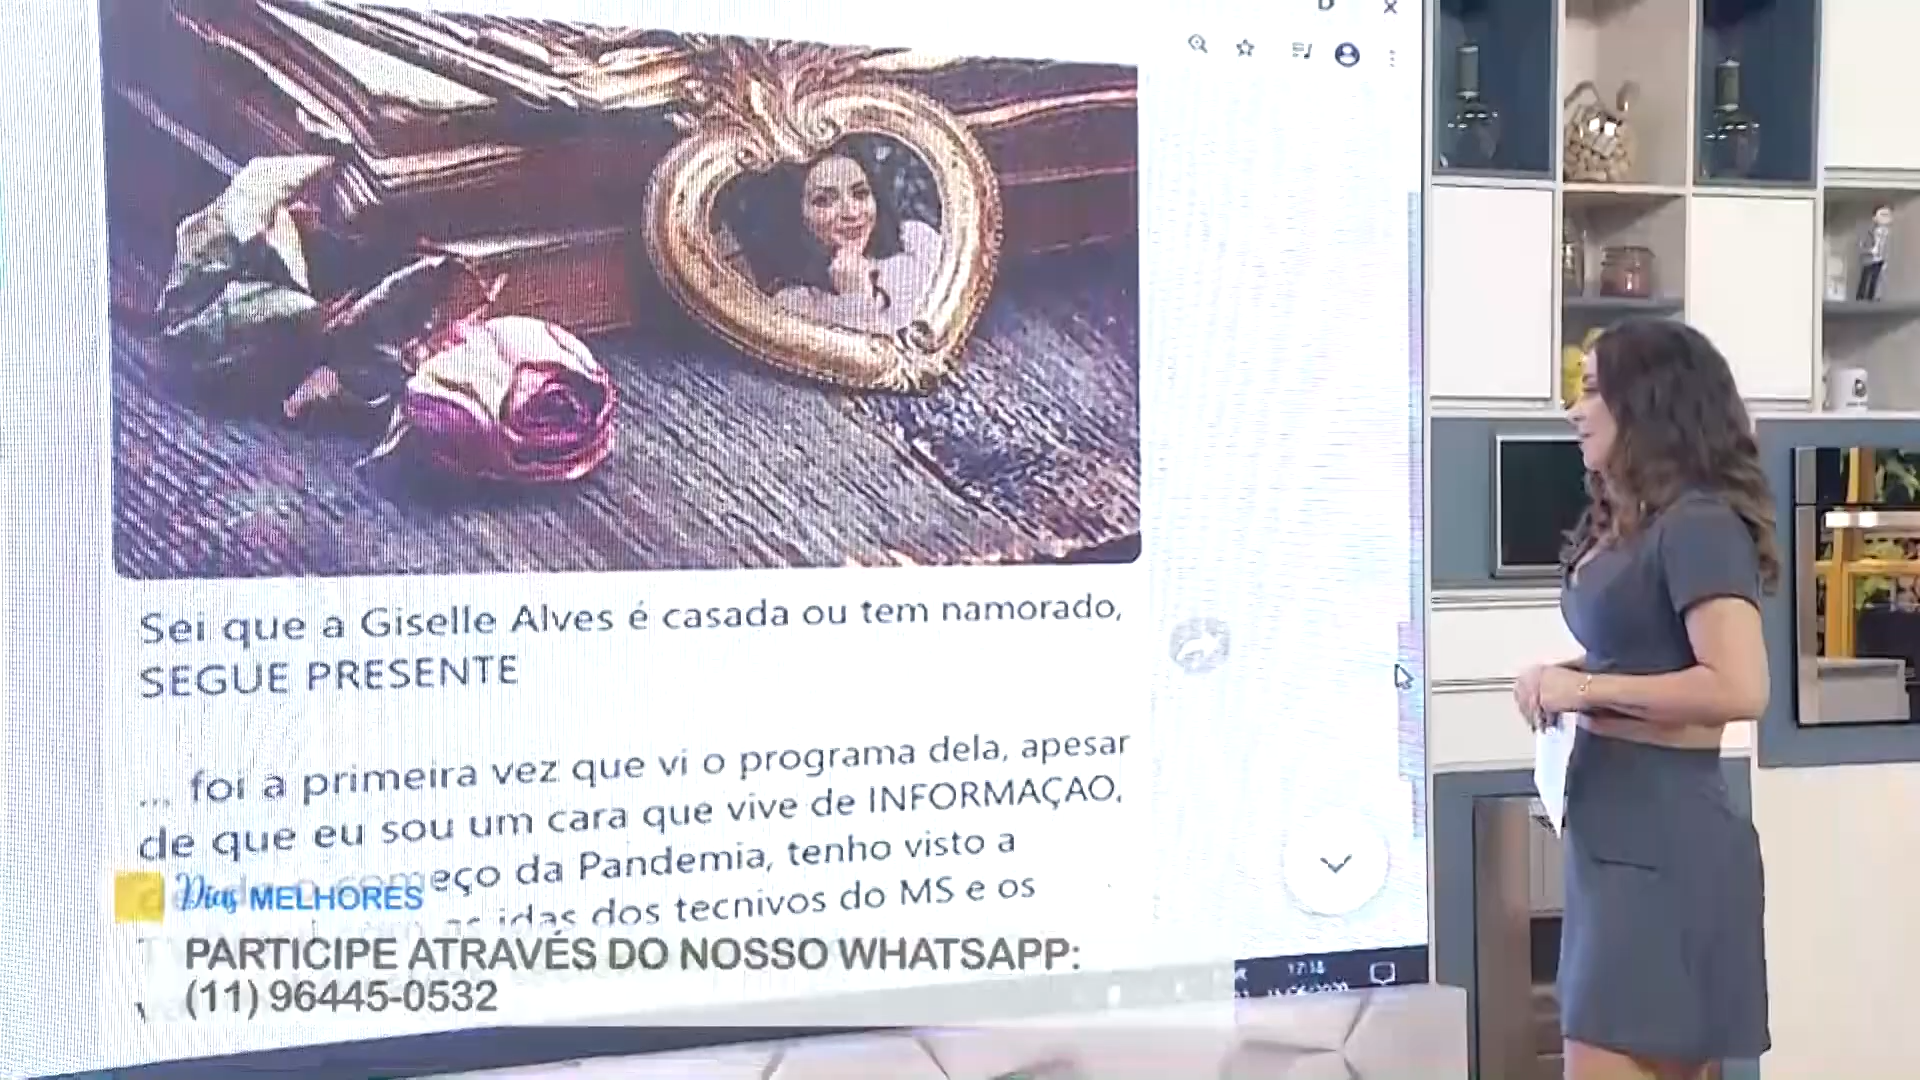 Sei que a Giselle Alves é casada ou tem namorado,
SEGUE PRESENTE
... foi a primeira vez que vi o programa dela, apesar
de que eu sou um cara que vive de INFORMAÇAO,
eço da Pandemia, tenho visto a
idas dos tecnivos do MS e os
Dias MELHORES
PARTICIPE ATRAVÉS DO NOSSO WHATSAPP:
(11) 96445-0532
17:18